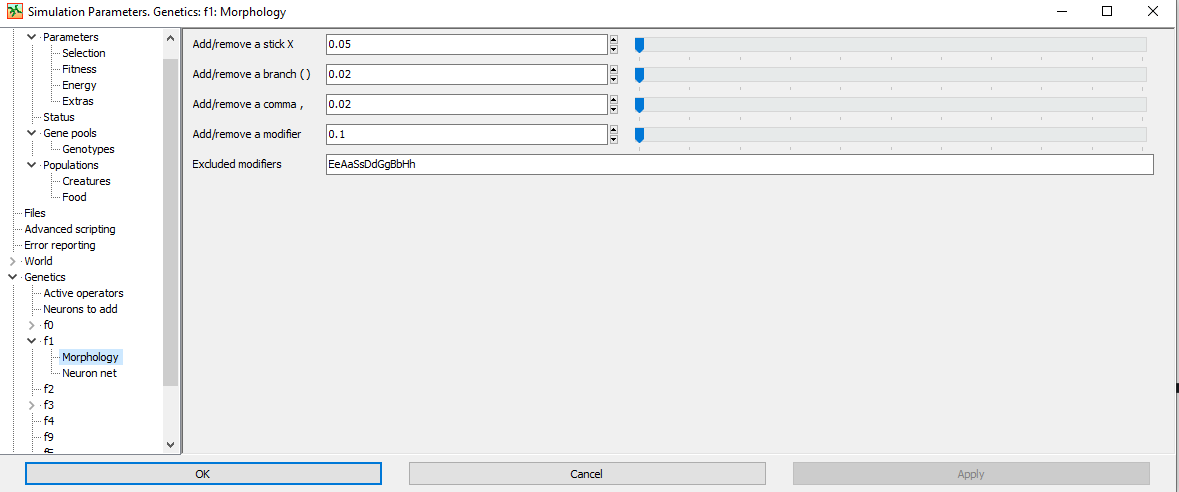 Simulation Parameters. Genetics: f1: Morphology
Parameters
Selection
Fitness
Energy
Extras
Status
Gene pools
Genotypes
Populations
Creatures
Food
Files
Advanced scripting
Error reporting
World
Genetics
Active operators
Neurons to add
f0
f1
Morphology
Neuron net
f2
f3
f4
f9
Add/remove a stick X 0.05
Add/remove a branch ( ) 0.02
Add/remove a comma , 0.02
Add/remove a modifier 0.1
Excluded modifiers EeAaSsDdGgBbHh
OK Cancel Apply